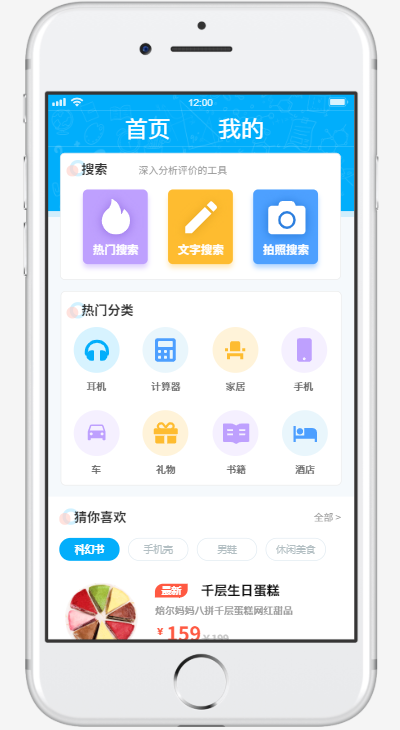 12:00
首页 我的
搜索 深入分析评价的工具
热门搜索 文字搜索 拍照搜索
热门分类
耳机 计算器 家居 手机
车 礼物 书籍 酒店
猜你喜欢 全部 >
科幻书 手机壳 男鞋 休闲美食
最新 千层生日蛋糕
焙尔妈妈八拼千层蛋糕网红甜品
¥ 159 ¥ 199